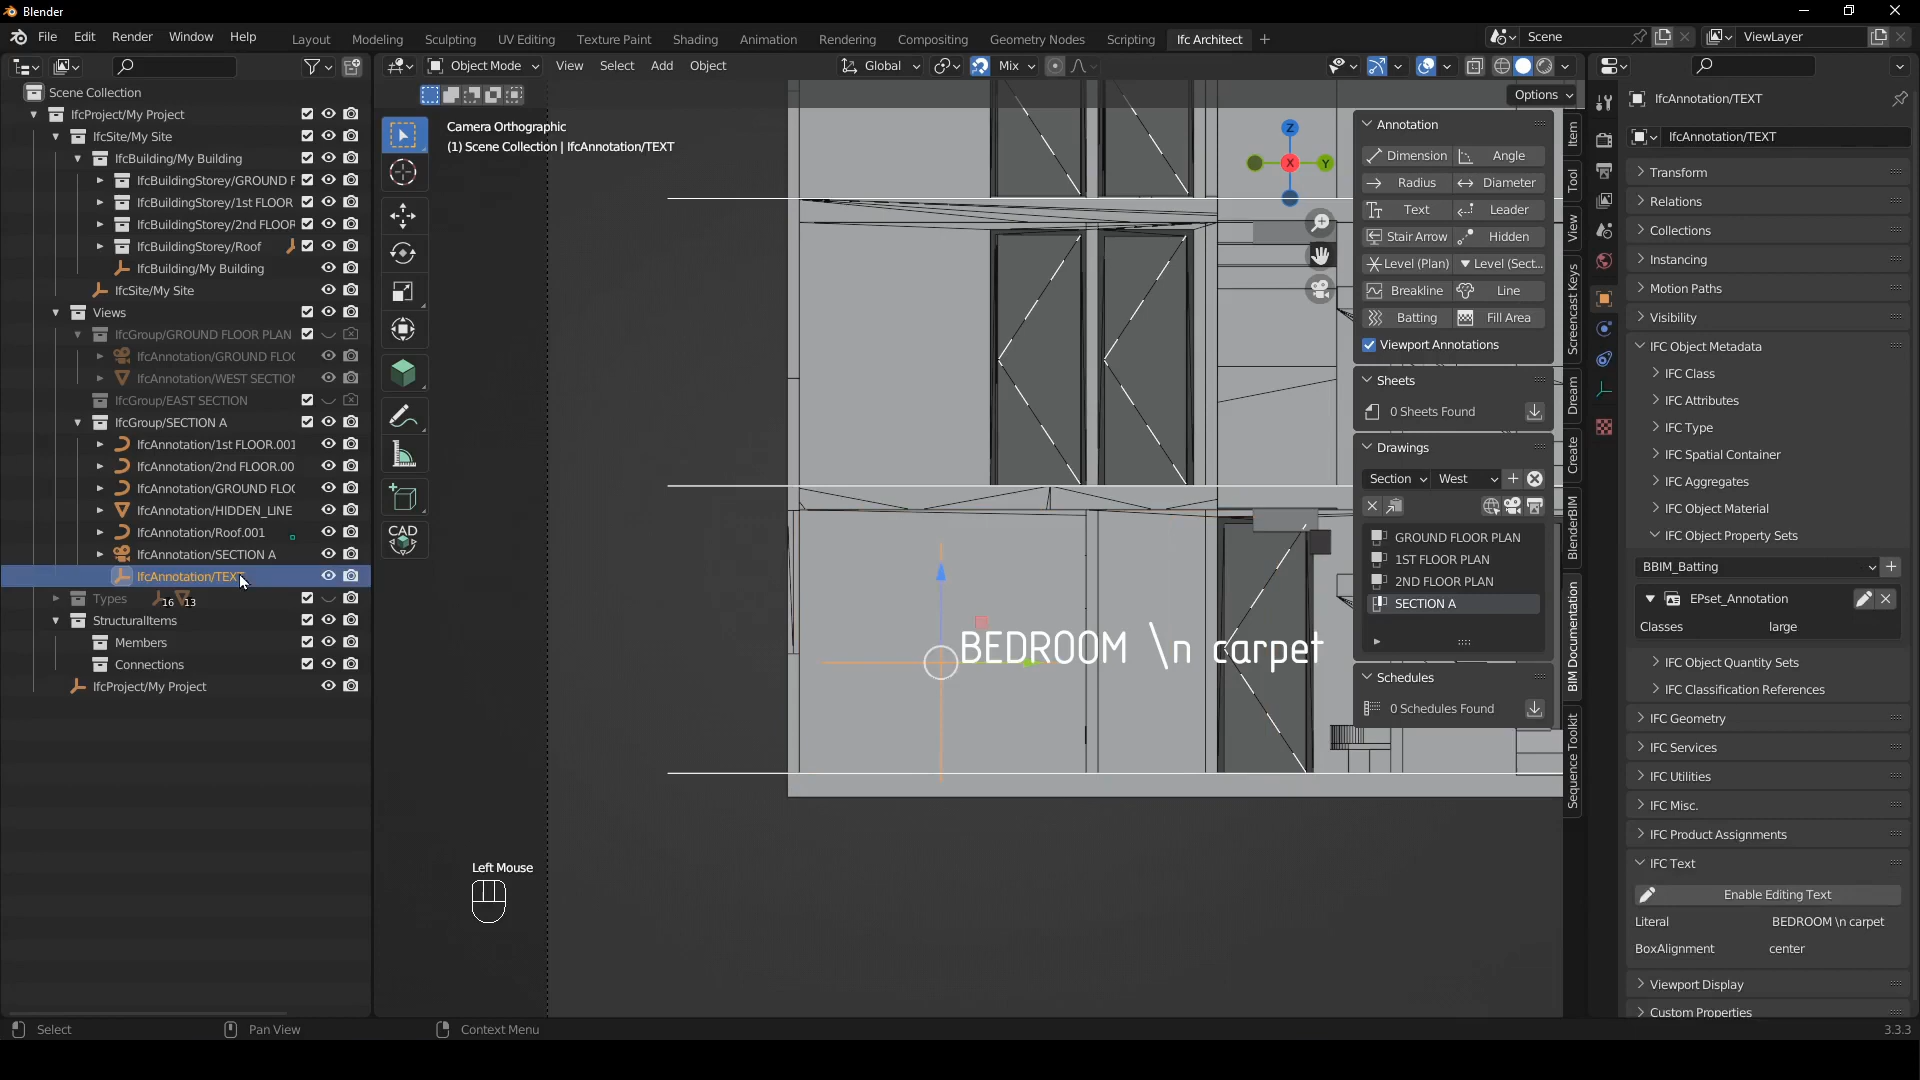 Blender
File Edit Render Window Help
Layout Modeling Sculpting UV Editing Texture Paint Shading Animation Rendering Compositing Geometry Nodes Scripting Ifc Architect
Scene
ViewLayer
Object Mode View Select Add Object
Global
Mix
Options
Scene Collection
IfcProject/My Project
IfcSite/My Site
IfcBuilding/My Building
IfcBuildingStorey/GROUND F
IfcBuildingStorey/1st FLOOR
IfcBuildingStorey/2nd FLOOR
IfcBuildingStorey/Roof
IfcBuilding/My Building
IfcSite/My Site
Views
IfcGroup/GROUND FLOOR PLAN
IfcAnnotation/GROUND FLOO
IfcAnnotation/WEST SECTION
IfcGroup/EAST SECTION
IfcGroup/SECTION A
IfcAnnotation/1st FLOOR.001
IfcAnnotation/2nd FLOOR.00
IfcAnnotation/GROUND FLOO
IfcAnnotation/HIDDEN_LINE
IfcAnnotation/Roof.001
IfcAnnotation/SECTION A
IfcAnnotation/TEXT
Types 16 13
StructuralItems
Members
Connections
IfcProject/My Project
CAD
Camera Orthographic
(1) Scene Collection | IfcAnnotation/TEXT
Z
X
Y
BEDROOM \n carpet
Left Mouse
Annotation
Dimension Angle
Radius Diameter
Text Leader
Stair Arrow Hidden
Level (Plan) Level (Sect...
Breakline Line
Batting Fill Area
Viewport Annotations
Sheets
0 Sheets Found
Drawings
Section West
GROUND FLOOR PLAN
1ST FLOOR PLAN
2ND FLOOR PLAN
SECTION A
Schedules
0 Schedules Found
Item
Tool
View
Screencast Keys
Dream
Create
BlenderBIM
BIM Documentation
Sequence Toolkit
IfcAnnotation/TEXT
IfcAnnotation/TEXT
Transform
Relations
Collections
Instancing
Motion Paths
Visibility
IFC Object Metadata
IFC Class
IFC Attributes
IFC Type
IFC Spatial Container
IFC Aggregates
IFC Object Material
IFC Object Property Sets
BBIM_Batting
EPset_Annotation
Classes large
IFC Object Quantity Sets
IFC Classification References
IFC Geometry
IFC Services
IFC Utilities
IFC Misc.
IFC Product Assignments
IFC Text
Enable Editing Text
Literal BEDROOM \n carpet
BoxAlignment center
Viewport Display
Custom Properties
Select Pan View Context Menu
3.3.3